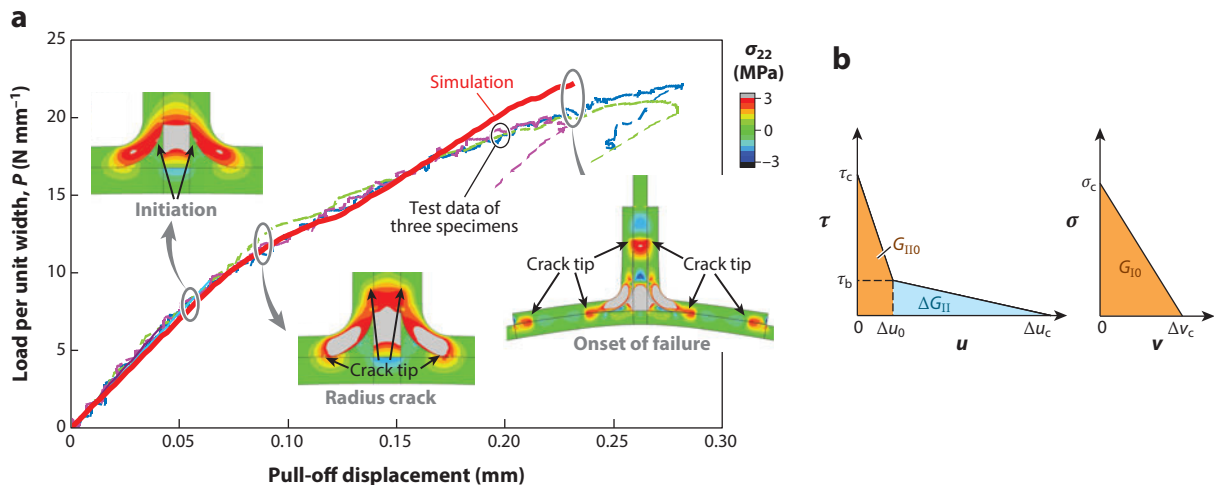 a
Load per unit width, P (N mm⁻¹)
25
20
15
10
5
0
0
0.05
0.10
0.15
0.20
0.25
0.30
Pull-off displacement (mm)
Initiation
Crack tip
Radius crack
Simulation
Test data of
three specimens
Crack tip
Crack tip
Onset of failure
σ₂₂
(MPa)
3
0
−3
b
τc
τ
τb
GII0
ΔGII
0
Δu0
Δuc
u
σc
σ
GI0
0
Δvc
v